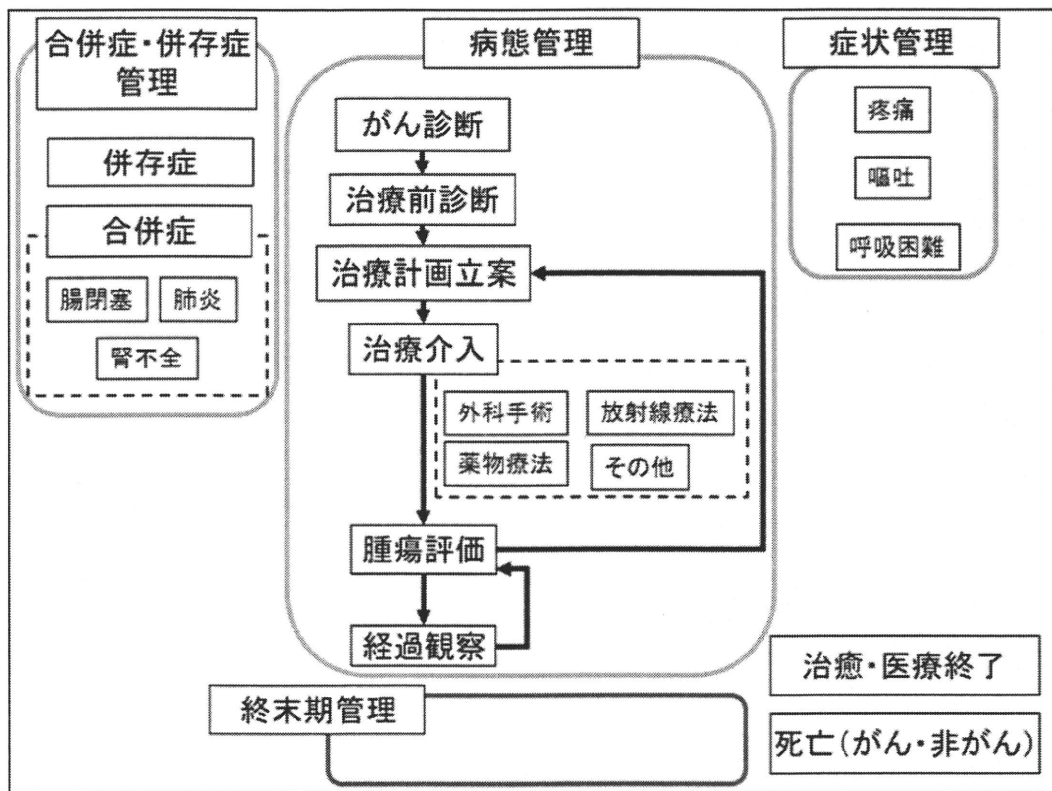 合併症・併存症
管理
併存症
合併症
腸閉塞
肺炎
腎不全
病態管理
がん診断
治療前診断
治療計画立案
治療介入
外科手術
放射線療法
薬物療法
その他
腫瘍評価
経過観察
症状管理
疼痛
嘔吐
呼吸困難
終末期管理
治癒・医療終了
死亡(がん・非がん)